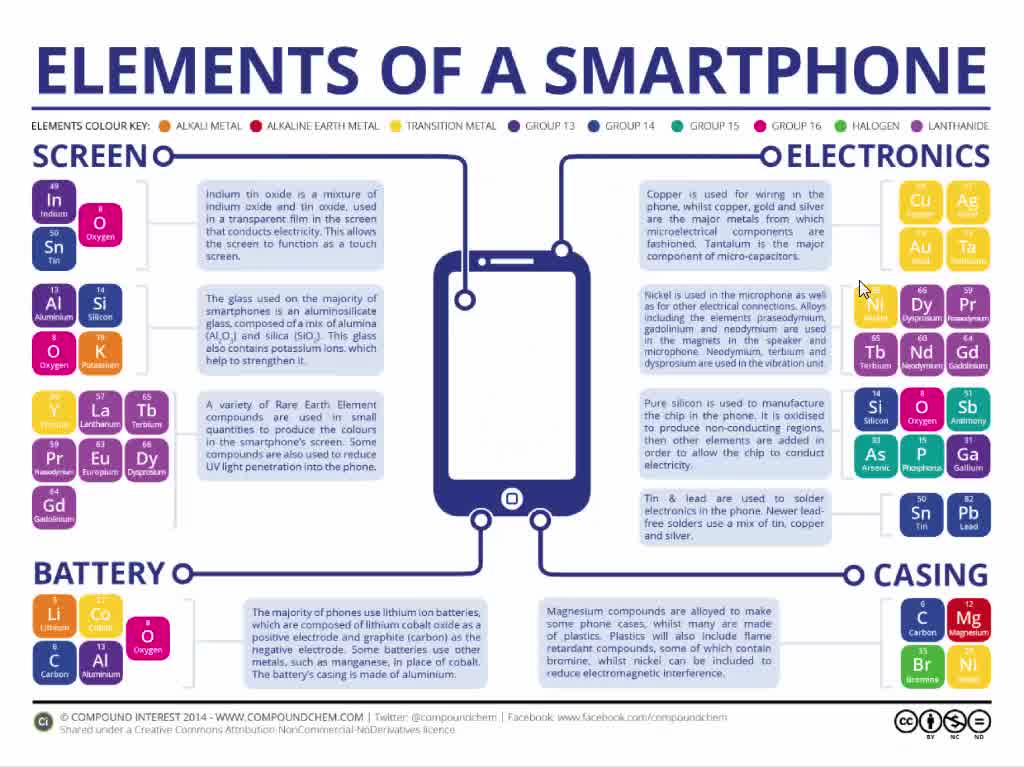 ELEMENTS OF A SMARTPHONE
ELEMENTS COLOUR KEY: ALKALI METAL ALKALINE EARTH METAL TRANSITION METAL GROUP 13 GROUP 14 GROUP 15 GROUP 16 HALOGEN LANTHANIDE
SCREEN
49
In
Indium
8
O
Oxygen
50
Sn
Tin
Indium tin oxide is a mixture of
indium oxide and tin oxide, used
in a transparent film in the screen
that conducts electricity. This allows
the screen to function as a touch
screen.
13
Al
Aluminium
14
Si
Silicon
8
O
Oxygen
19
K
Potassium
The glass used on the majority of
smartphones is an aluminosilicate
glass, composed of a mix of alumina
(Al₂O₃) and silica (SiO₂). This glass
also contains potassium ions, which
help to strengthen it.
Y
57
La
Lanthanum
65
Tb
Terbium
59
Pr
Praseodymium
63
Eu
Europium
66
Dy
Dysprosium
64
Gd
Gadolinium
A variety of Rare Earth Element
compounds are used in small
quantities to produce the colours
in the smartphone's screen. Some
compounds are also used to reduce
UV light penetration into the phone.
ELECTRONICS
Copper is used for wiring in the
phone, whilst copper, gold and silver
are the major metals from which
microelectrical components are
fashioned. Tantalum is the major
component of micro-capacitors.
Cu
Ag
Au
Ta
Nickel is used in the microphone as well
as for other electrical connections. Alloys
including the elements praseodymium,
gadolinium and neodymium are used
in the magnets in the speaker and
microphone. Neodymium, terbium and
dysprosium are used in the vibration unit.
Ni
66
Dy
Dysprosium
59
Pr
Praseodymium
65
Tb
Terbium
60
Nd
Neodymium
64
Gd
Gadolinium
Pure silicon is used to manufacture
the chip in the phone. It is oxidised
to produce non-conducting regions,
then other elements are added in
order to allow the chip to conduct
electricity.
14
Si
Silicon
8
O
Oxygen
51
Sb
Antimony
33
As
Arsenic
15
P
Phosphorus
31
Ga
Gallium
Tin & lead are used to solder
electronics in the phone. Newer lead-
free solders use a mix of tin, copper
and silver.
50
Sn
Tin
82
Pb
Lead
BATTERY
3
Li
Lithium
27
Co
Cobalt
8
O
Oxygen
6
C
Carbon
13
Al
Aluminium
The majority of phones use lithium ion batteries,
which are composed of lithium cobalt oxide as a
positive electrode and graphite (carbon) as the
negative electrode. Some batteries use other
metals, such as manganese, in place of cobalt.
The battery's casing is made of aluminium.
CASING
Magnesium compounds are alloyed to make
some phone cases, whilst many are made
of plastics. Plastics will also include flame
retardant compounds, some of which contain
bromine, whilst nickel can be included to
reduce electromagnetic interference.
6
C
Carbon
12
Mg
Magnesium
35
Br
Bromine
Ni
Ci © COMPOUND INTEREST 2014 - WWW.COMPOUNDCHEM.COM | Twitter: @compoundchem | Facebook: www.facebook.com/compoundchem
Shared under a Creative Commons Attribution-NonCommercial-NoDerivatives licence.
cc
BY NC ND